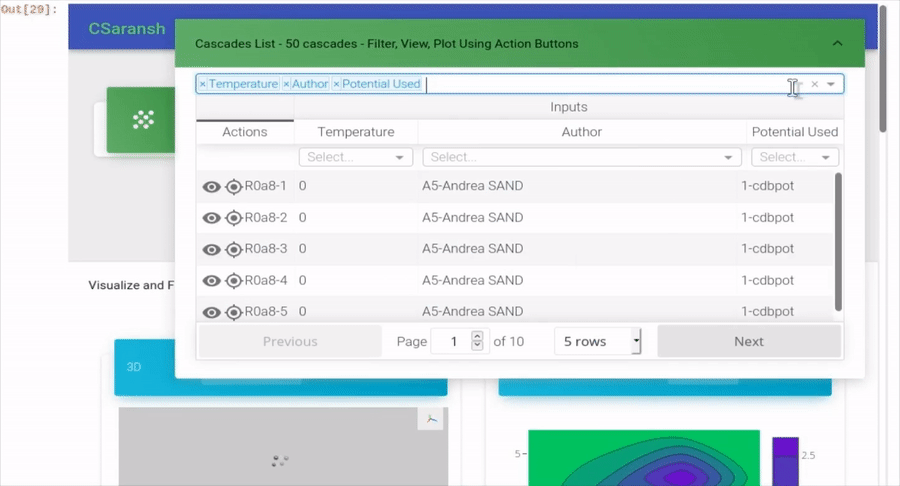 Out[29]:
CSaransh
Cascades List - 50 cascades - Filter, View, Plot Using Action Buttons
× Temperature × Author × Potential Used
Inputs
Actions Temperature Author Potential Used
Select... Select... Select...
R0a8-1 0 A5-Andrea SAND 1-cdbpot
R0a8-2 0 A5-Andrea SAND 1-cdbpot
R0a8-3 0 A5-Andrea SAND 1-cdbpot
R0a8-4 0 A5-Andrea SAND 1-cdbpot
R0a8-5 0 A5-Andrea SAND 1-cdbpot
Previous Page 1 of 10 5 rows Next
Visualize and F
3D
5
2.5